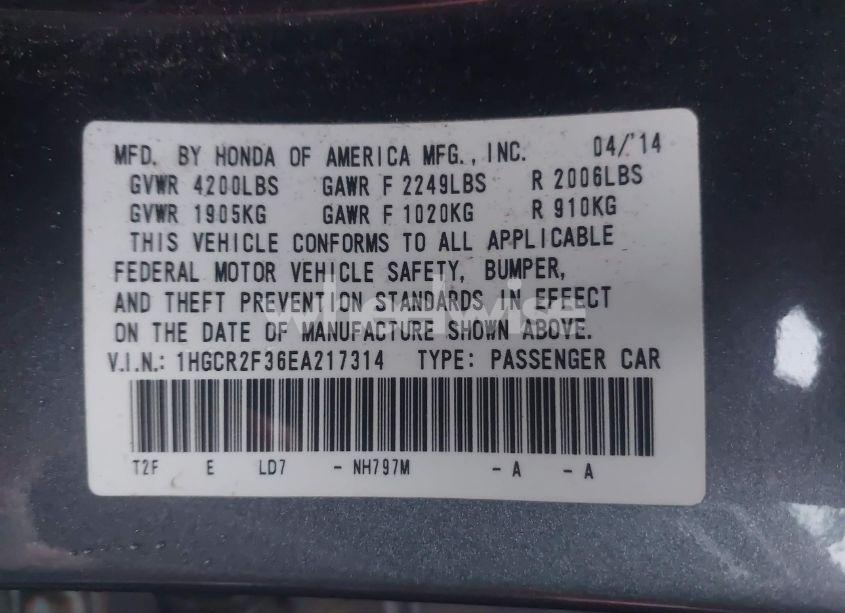 MFD. BY HONDA OF AMERICA MFG., INC. 04/'14
GVWR 4200LBS GAWR F 2249LBS R 2006LBS
GVWR 1905KG GAWR F 1020KG R 910KG
THIS VEHICLE CONFORMS TO ALL APPLICABLE
FEDERAL MOTOR VEHICLE SAFETY, BUMPER,
AND THEFT PREVENTION STANDARDS IN EFFECT
ON THE DATE OF MANUFACTURE SHOWN ABOVE.
V.I.N.: 1HGCR2F36EA217314 TYPE: PASSENGER CAR
T2F E LD7 - NH797M - A - A